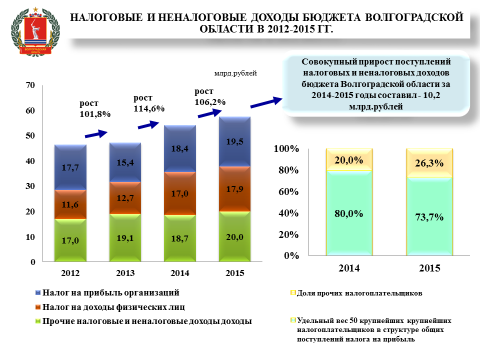 НАЛОГОВЫЕ И НЕНАЛОГОВЫЕ ДОХОДЫ БЮДЖЕТА ВОЛГОГРАДСКОЙ
ОБЛАСТИ В 2012-2015 ГГ.
млрд.рублей
Совокупный прирост поступлений
налоговых и неналоговых доходов
бюджета Волгоградской области за
2014-2015 годы составил - 10,2
млрд.рублей
рост
101,8%
рост
114,6%
рост
106,2%
70
60
50
40
30
20
10
0
17,7
15,4
18,4
19,5
11,6
12,7
17,0
17,9
17,0
19,1
18,7
20,0
2012
2013
2014
2015
Налог на прибыль организаций
Налог на доходы физических лиц
Прочие налоговые и неналоговые доходы доходы
100%
80%
60%
40%
20%
0%
20,0%
26,3%
80,0%
73,7%
2014
2015
Доля прочих налогоплательщиков
Удельный вес 50 крупнейших крупнейших
налогоплательщиков в структуре общих
поступлений налога на прибыль